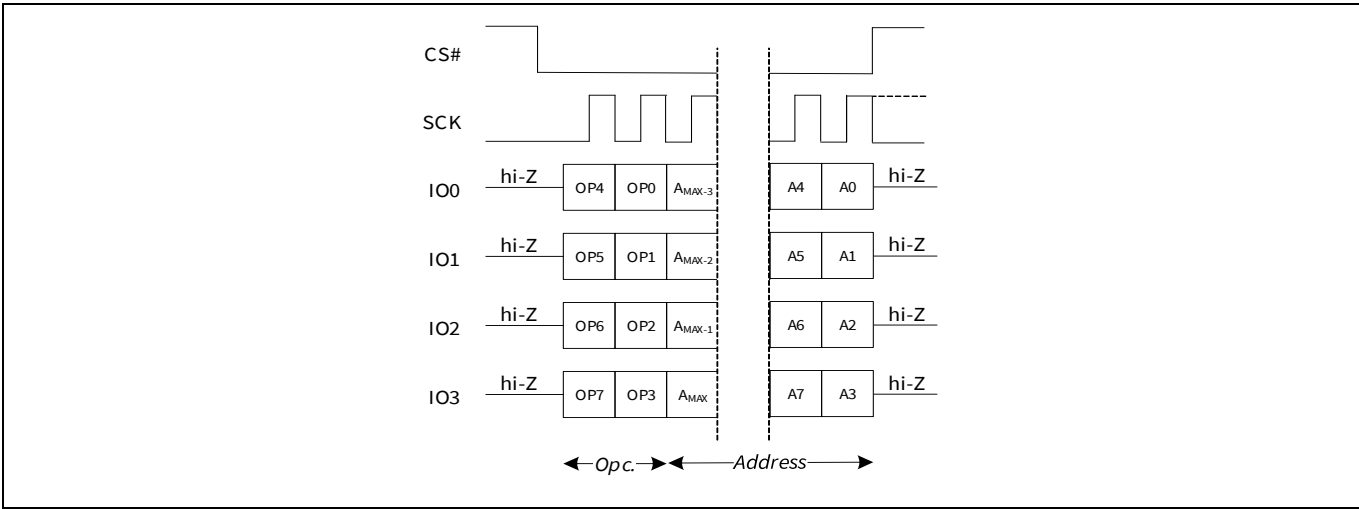 CS#
SCK
IO0 hi-Z OP4 OP0 AMAX-3 A4 A0 hi-Z
IO1 hi-Z OP5 OP1 AMAX-2 A5 A1 hi-Z
IO2 hi-Z OP6 OP2 AMAX-1 A6 A2 hi-Z
IO3 hi-Z OP7 OP3 AMAX A7 A3 hi-Z
Opc. Address